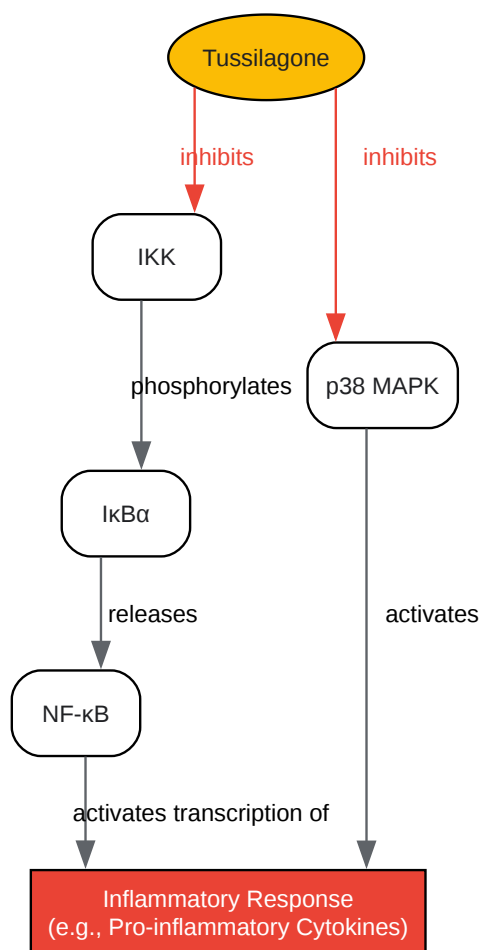 Tussilagone
inhibits
inhibits
IKK
p38 MAPK
phosphorylates
IκBα
releases
activates
NF-κB
activates transcription of
Inflammatory Response
(e.g., Pro-inflammatory Cytokines)